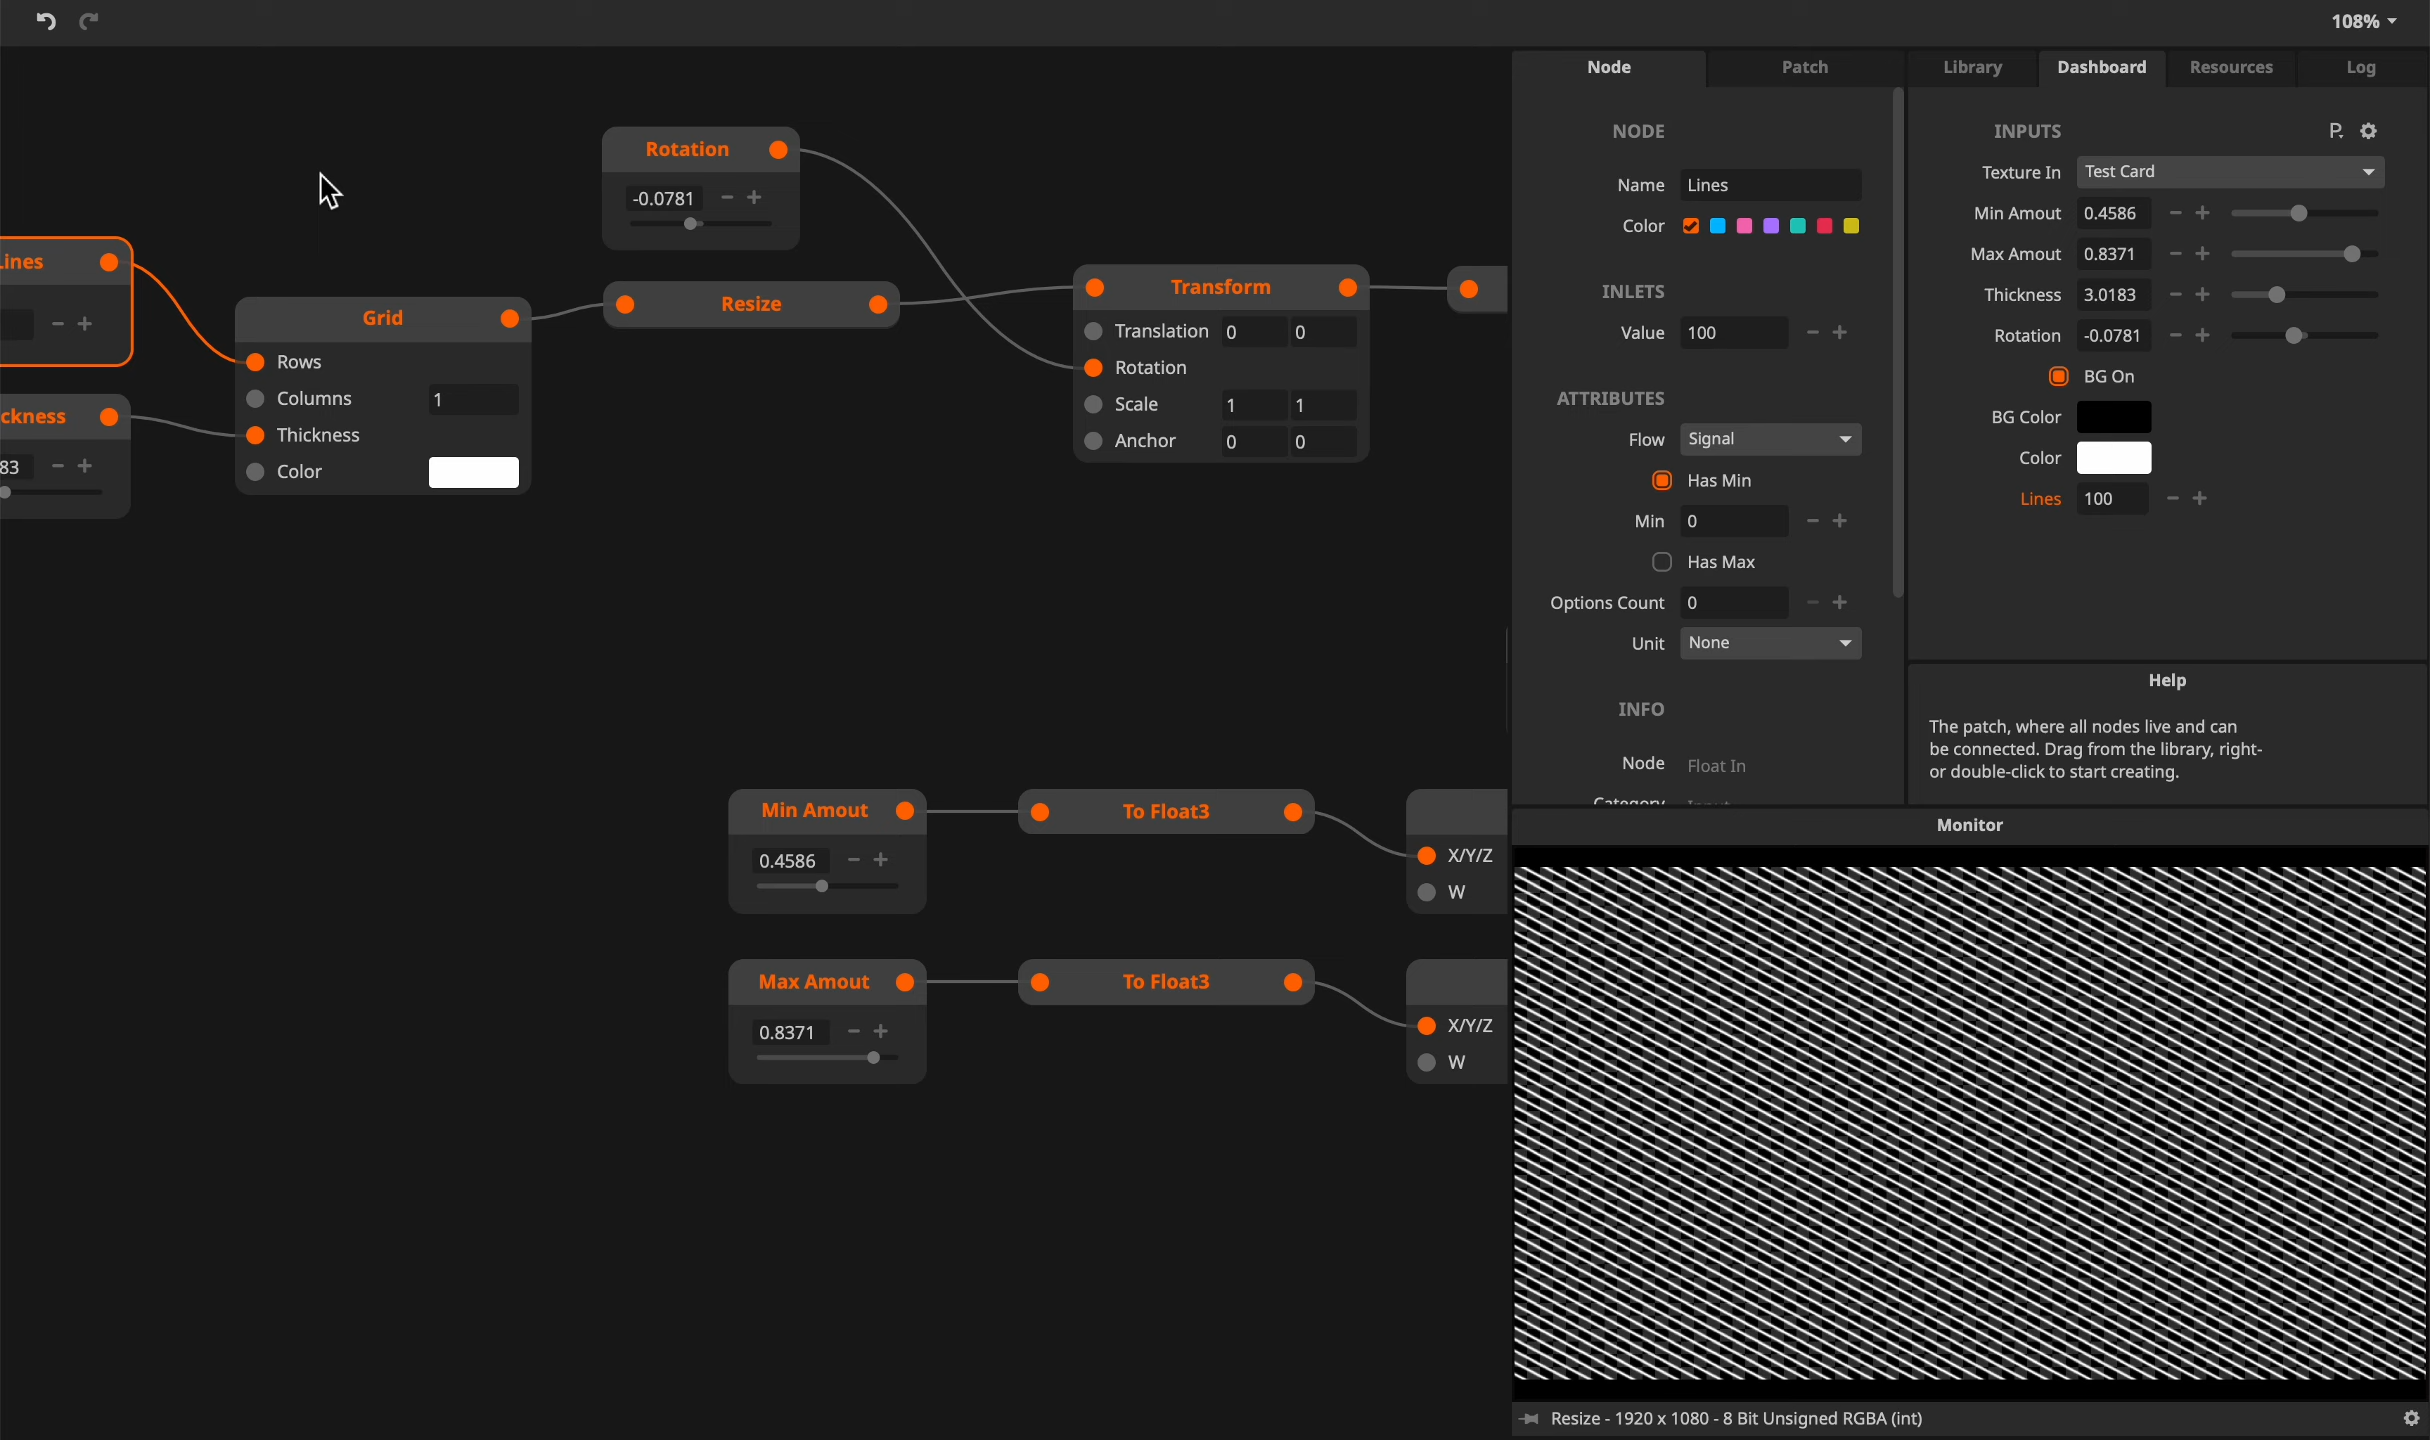 108%
Node
Patch
Library
Dashboard
Resources
Log
Rotation
-0.0781
Lines
Grid
Rows
Columns 1
Thickness
Color
ckness
83
Resize
Transform
Translation 0 0
Rotation
Scale 1 1
Anchor 0 0
Min Amout
0.4586
To Float3
X/Y/Z
W
Max Amout
0.8371
To Float3
X/Y/Z
W
NODE
Name Lines
Color
INLETS
Value 100
ATTRIBUTES
Flow Signal
Has Min
Min 0
Has Max
Options Count 0
Unit None
INFO
Node Float In
Category Input
INPUTS P.
Texture In Test Card
Min Amout 0.4586
Max Amout 0.8371
Thickness 3.0183
Rotation -0.0781
BG On
BG Color
Color
Lines 100
Help
The patch, where all nodes live and can
be connected. Drag from the library, right-
or double-click to start creating.
Monitor
Resize - 1920 x 1080 - 8 Bit Unsigned RGBA (int)